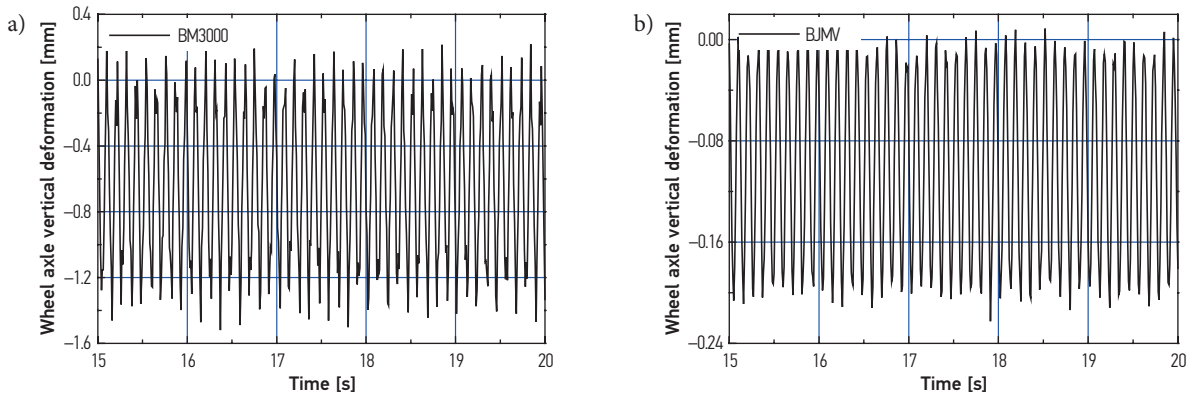 a)
Wheel axle vertical deformation [mm]
0.4
0.0
–0.4
–0.8
–1.2
–1.6
BM3000
15 16 17 18 19 20
Time [s]
b)
Wheel axle vertical deformation [mm]
0.00
–0.08
–0.16
–0.24
BJMV
15 16 17 18 19 20
Time [s]